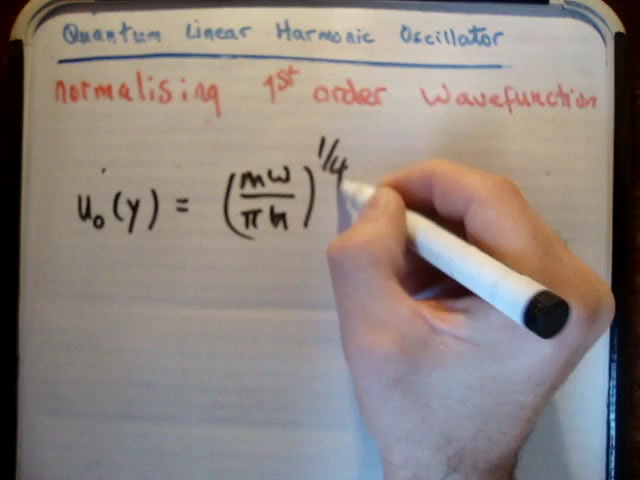 Quantum Linear Harmonic Oscillator
normalising 1st order Wavefunction
u₀(y) = (mω/πħ)^1/4